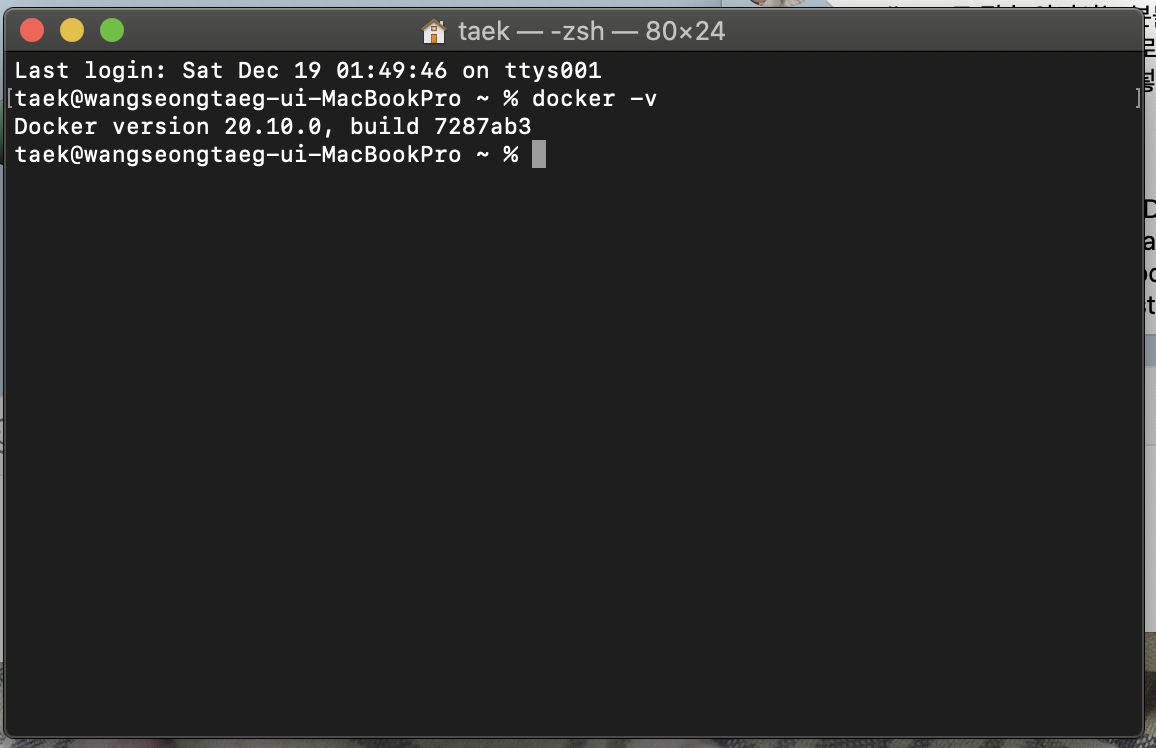 taek — -zsh — 80×24
Last login: Sat Dec 19 01:49:46 on ttys001
[taek@wangseongtaeg-ui-MacBookPro ~ % docker -v ]
Docker version 20.10.0, build 7287ab3
taek@wangseongtaeg-ui-MacBookPro ~ %